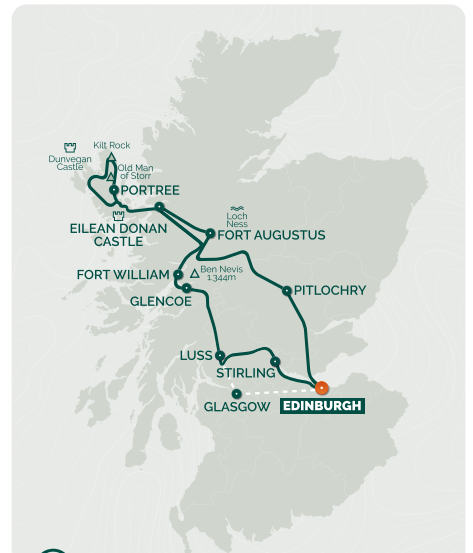 Kilt Rock
Dunvegan
Castle
Old Man
of Storr
PORTREE
EILEAN DONAN
CASTLE
Loch
Ness
FORT AUGUSTUS
FORT WILLIAM
Ben Nevis
1,344m
GLENCOE
PITLOCHRY
LUSS
STIRLING
GLASGOW
EDINBURGH